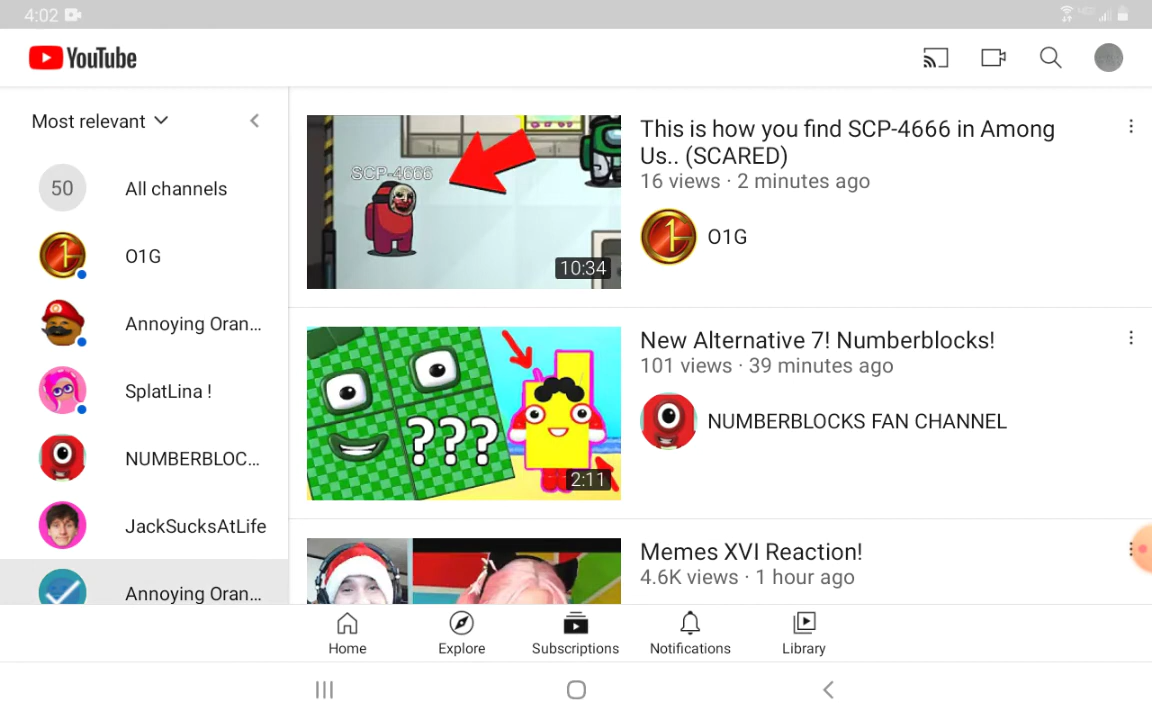 4:02
YouTube
Most relevant
50
All channels
O1G
Annoying Oran...
SplatLina !
NUMBERBLOC...
JackSucksAtLife
Annoying Oran...
SCP-4666
10:34
This is how you find SCP-4666 in Among
Us.. (SCARED)
16 views · 2 minutes ago
O1G
???
2:11
New Alternative 7! Numberblocks!
101 views · 39 minutes ago
NUMBERBLOCKS FAN CHANNEL
Memes XVI Reaction!
4.6K views · 1 hour ago
Home
Explore
Subscriptions
Notifications
Library